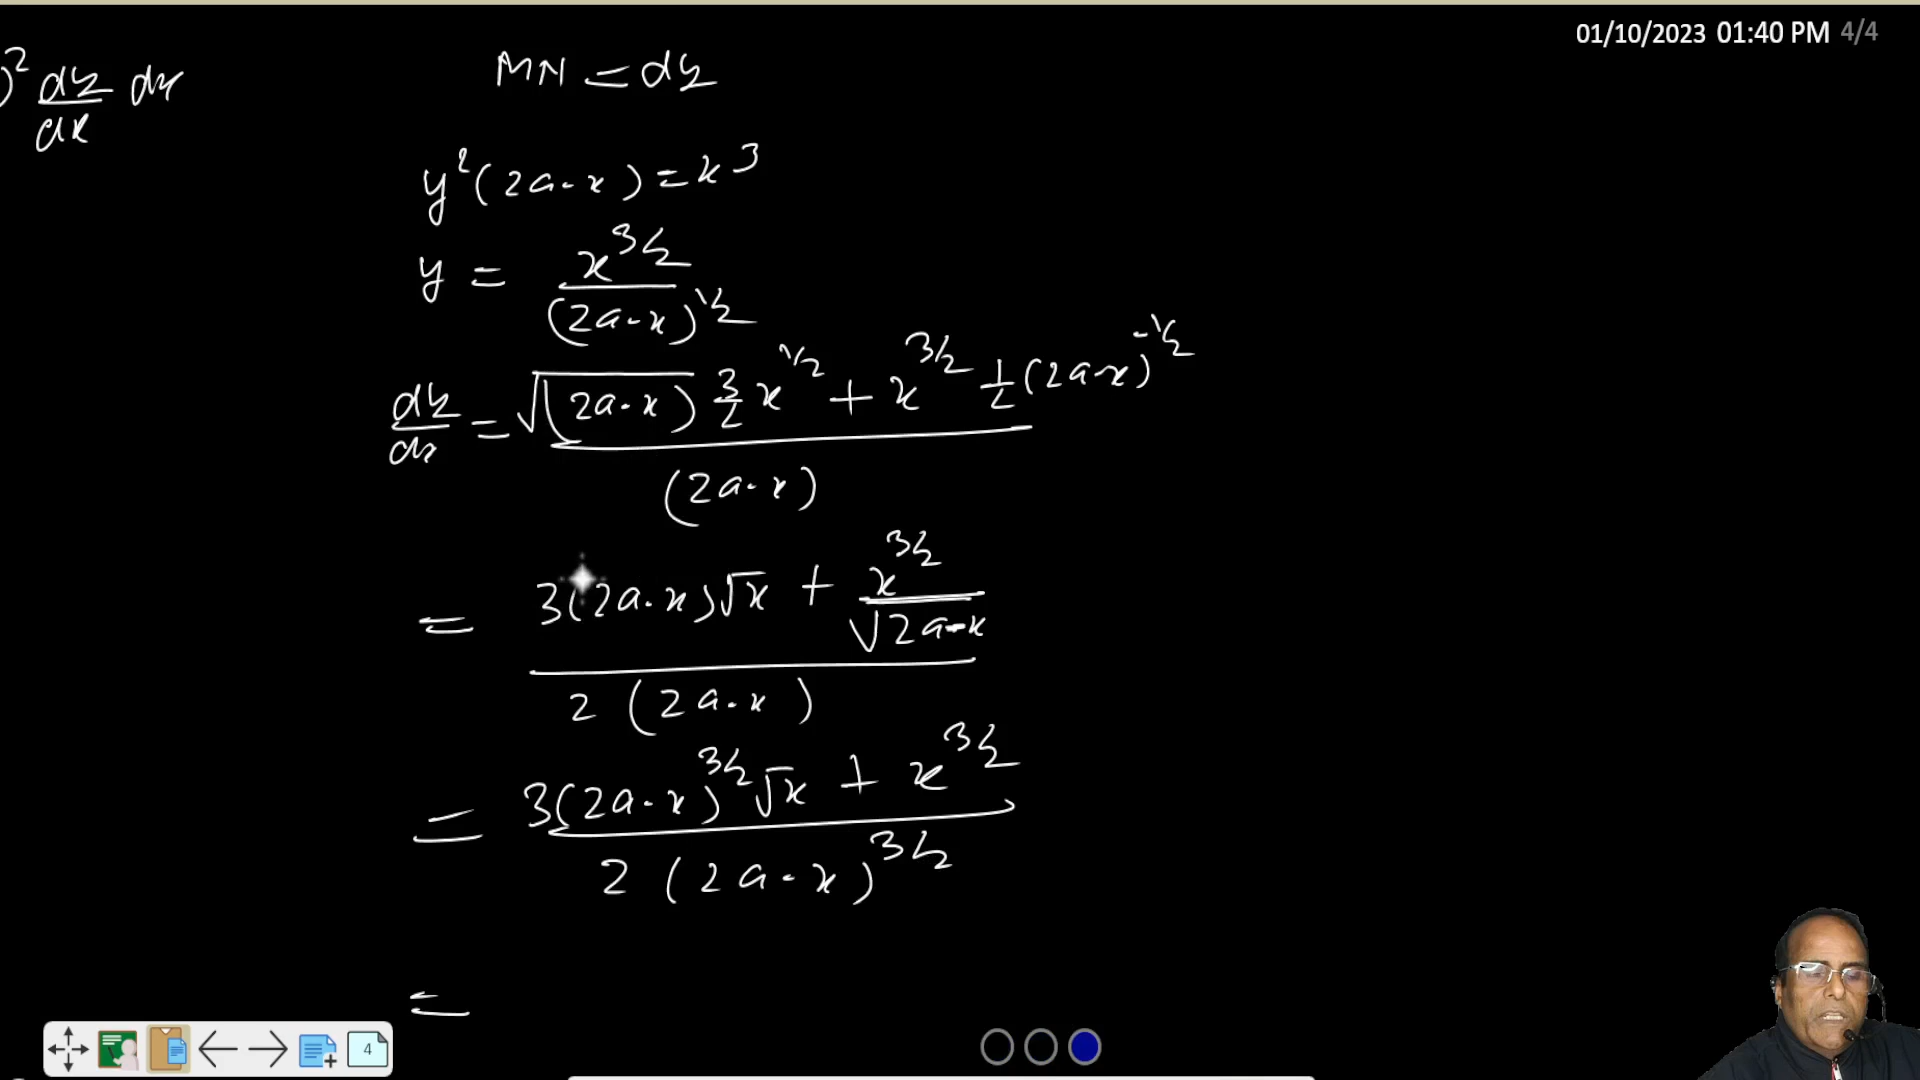 01/10/2023 01:40 PM 4/4
)² dy/dx dx
MN = dy
y²(2a-x) = x³
y = x^3/2 / (2a-x)^1/2
dy/dx = √(2a-x) 3/2 x^1/2 + x^3/2 1/2 (2a-x)^-1/2 / (2a-x)
= 3(2a-x)√x + x^3/2 / √2a-x / 2(2a-x)
= 3(2a-x)^3/2 √x + x^3/2 / 2(2a-x)^3/2
=
4